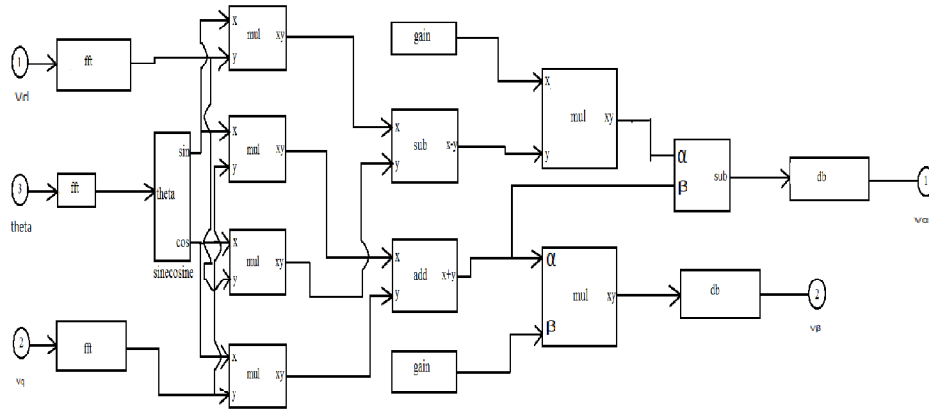 1
Vd
fft
x
y
mul
xy
gain
x
y
mul
xy
3
theta
fft
theta
sin
cos
sinecosine
x
y
mul
xy
x
y
sub
x-y
α
β
sub
db
1
x
y
mul
xy
x
y
add
x+y
α
β
mul
xy
db
2
vβ
2
vq
fft
x
y
mul
xy
gain